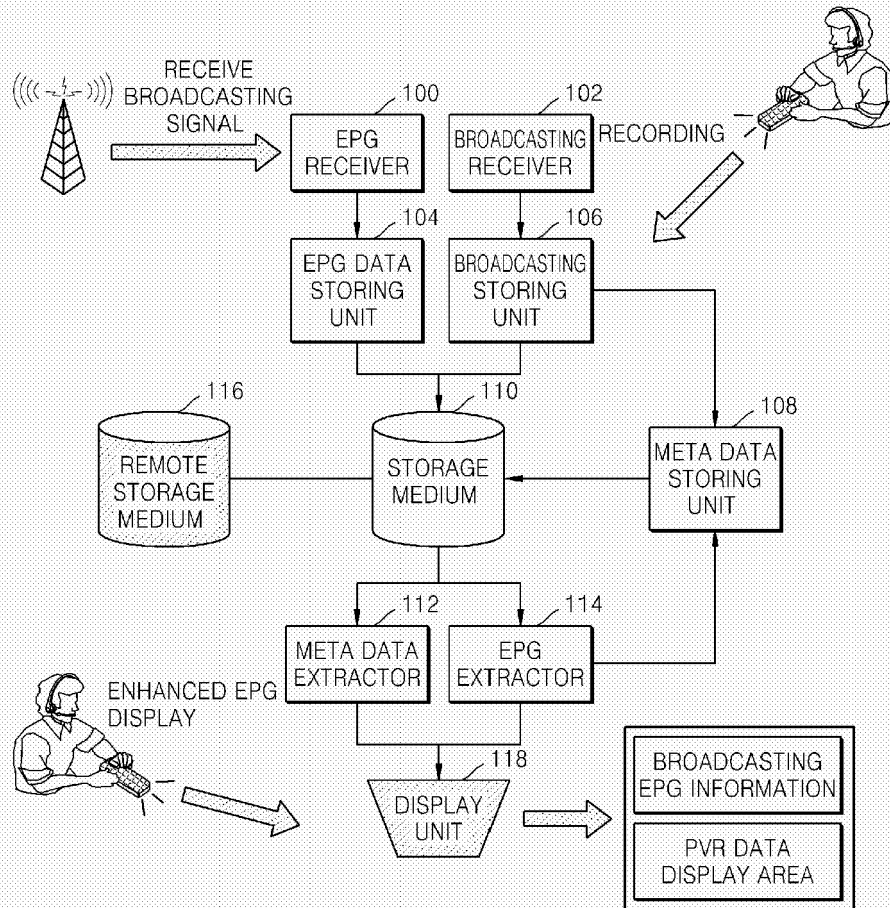 RECEIVE
BROADCASTING
SIGNAL
100
EPG
RECEIVER
102
BROADCASTING
RECEIVER
RECORDING
104
EPG DATA
STORING
UNIT
106
BROADCASTING
STORING
UNIT
116
REMOTE
STORAGE
MEDIUM
110
STORAGE
MEDIUM
108
META DATA
STORING
UNIT
112
META DATA
EXTRACTOR
114
EPG
EXTRACTOR
ENHANCED EPG
DISPLAY
118
DISPLAY
UNIT
BROADCASTING
EPG INFORMATION
PVR DATA
DISPLAY AREA